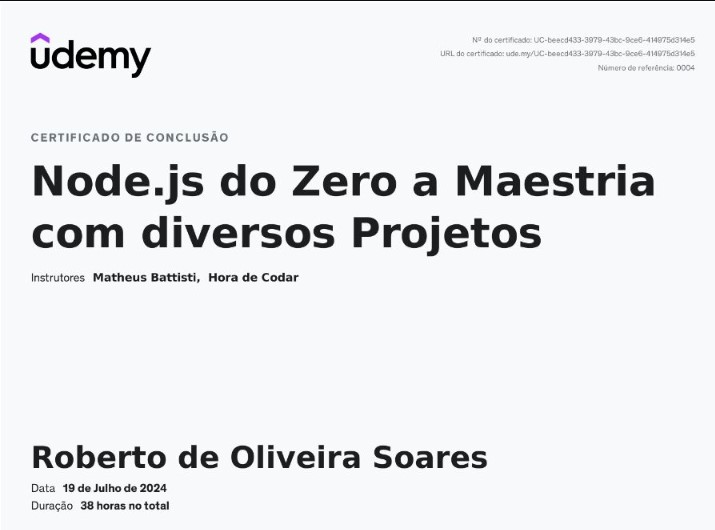 udemy
Nº do certificado: UC-beecd433-3979-43bc-9ce6-414975d314e5
URL do certificado: ude.my/UC-beecd433-3979-43bc-9ce6-414975d314e5
Número de referência: 0004
CERTIFICADO DE CONCLUSÃO
Node.js do Zero a Maestria
com diversos Projetos
Instrutores Matheus Battisti, Hora de Codar
Roberto de Oliveira Soares
Data 19 de Julho de 2024
Duração 38 horas no total